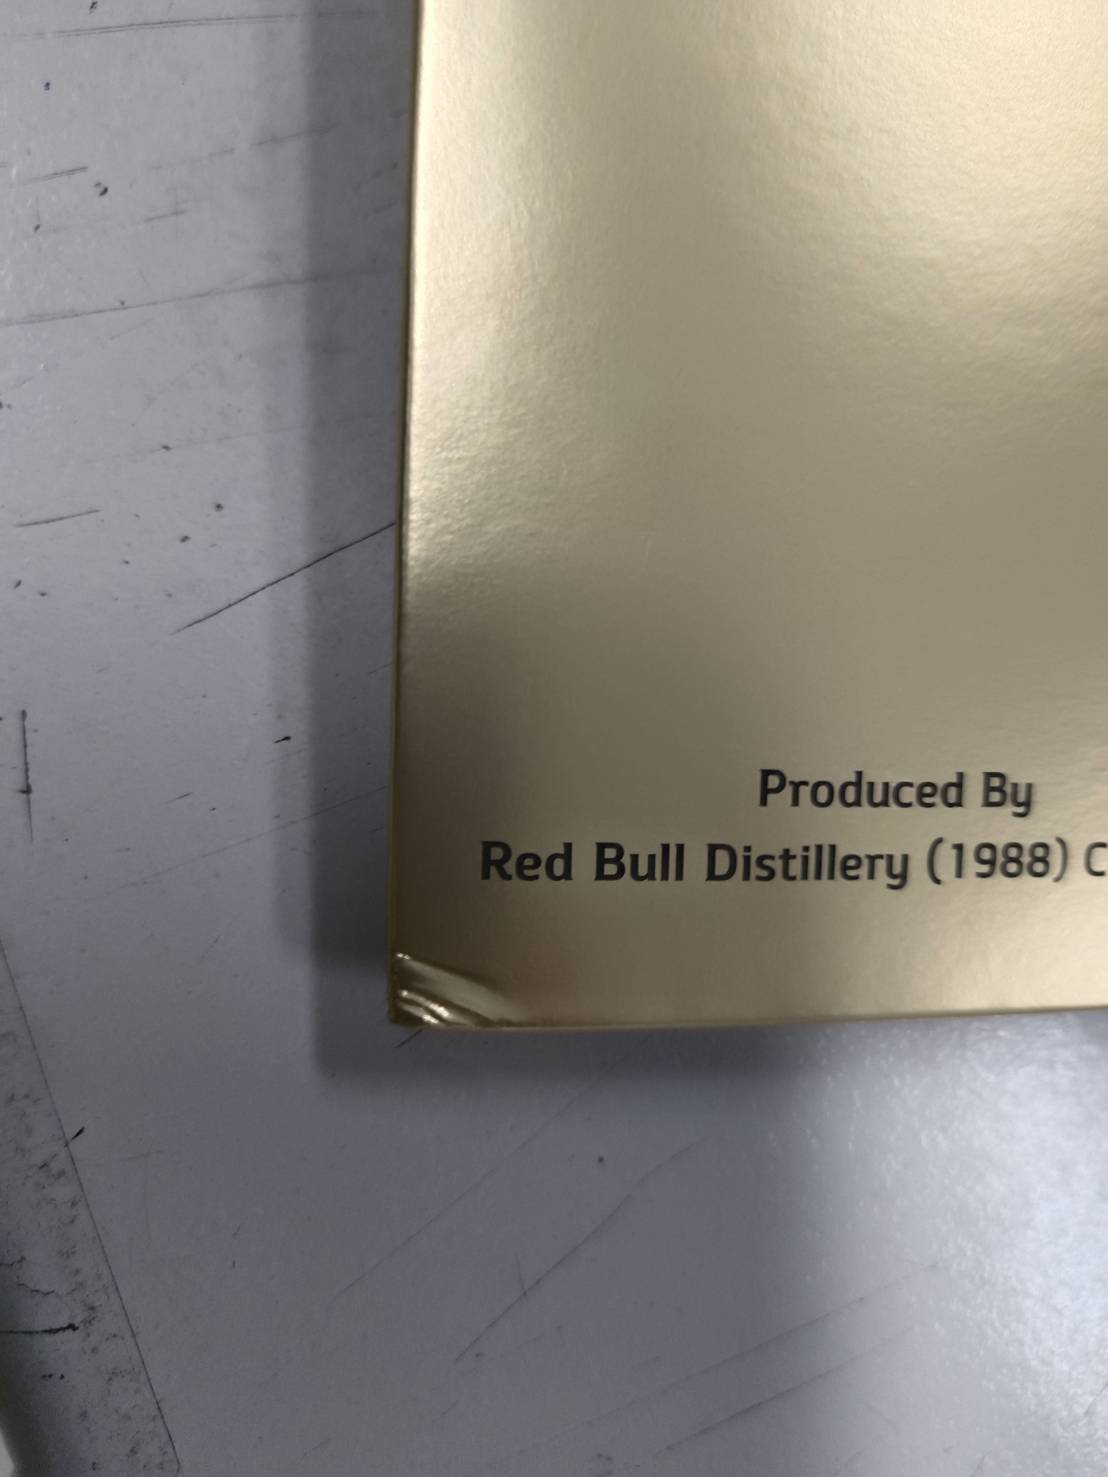 Produced By
Red Bull Distillery (1988) C